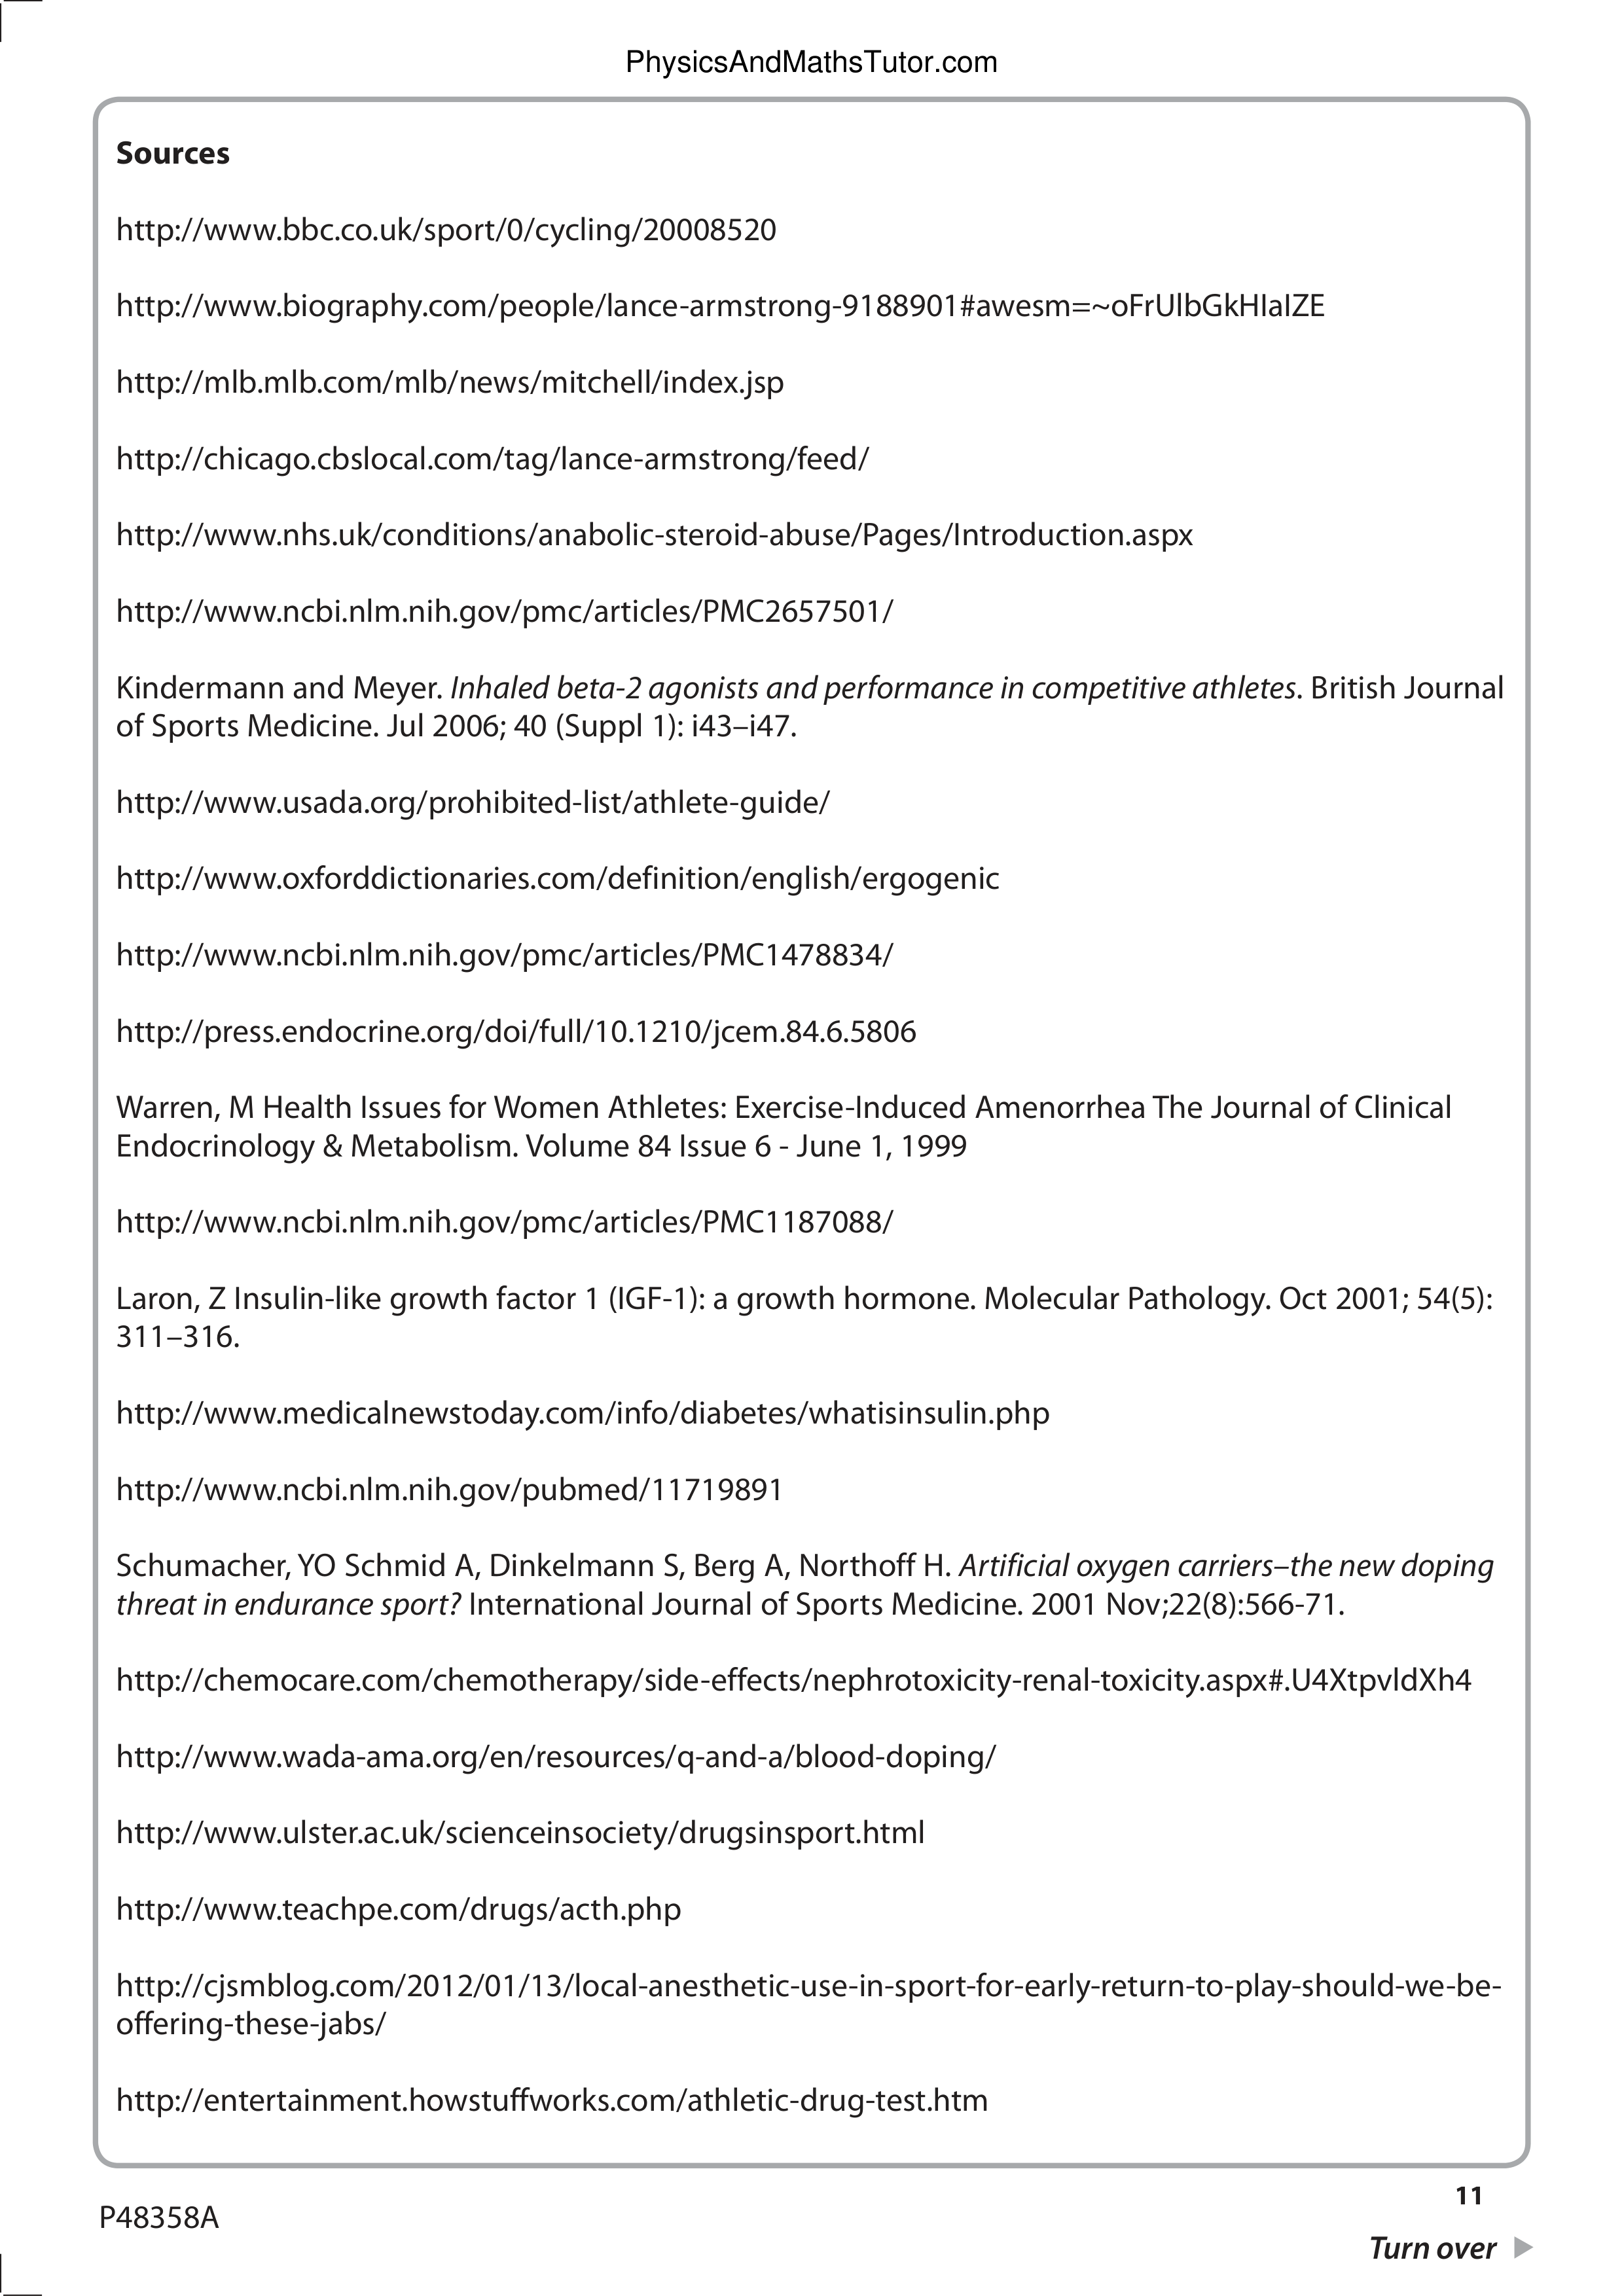 PhysicsAndMathsTutor.com
Sources
http://www.bbc.co.uk/sport/0/cycling/20008520
http://www.biography.com/people/lance-armstrong-9188901#awesm=~oFrUlbGkHIaIZE
http://mlb.mlb.com/mlb/news/mitchell/index.jsp
http://chicago.cbslocal.com/tag/lance-armstrong/feed/
http://www.nhs.uk/conditions/anabolic-steroid-abuse/Pages/Introduction.aspx
http://www.ncbi.nlm.nih.gov/pmc/articles/PMC2657501/
Kindermann and Meyer. Inhaled beta-2 agonists and performance in competitive athletes. British Journal
of Sports Medicine. Jul 2006; 40 (Suppl 1): i43–i47.
http://www.usada.org/prohibited-list/athlete-guide/
http://www.oxforddictionaries.com/definition/english/ergogenic
http://www.ncbi.nlm.nih.gov/pmc/articles/PMC1478834/
http://press.endocrine.org/doi/full/10.1210/jcem.84.6.5806
Warren, M Health Issues for Women Athletes: Exercise-Induced Amenorrhea The Journal of Clinical
Endocrinology & Metabolism. Volume 84 Issue 6 - June 1, 1999
http://www.ncbi.nlm.nih.gov/pmc/articles/PMC1187088/
Laron, Z Insulin-like growth factor 1 (IGF-1): a growth hormone. Molecular Pathology. Oct 2001; 54(5):
311–316.
http://www.medicalnewstoday.com/info/diabetes/whatisinsulin.php
http://www.ncbi.nlm.nih.gov/pubmed/11719891
Schumacher, YO Schmid A, Dinkelmann S, Berg A, Northoff H. Artificial oxygen carriers–the new doping
threat in endurance sport? International Journal of Sports Medicine. 2001 Nov;22(8):566-71.
http://chemocare.com/chemotherapy/side-effects/nephrotoxicity-renal-toxicity.aspx#.U4XtpvldXh4
http://www.wada-ama.org/en/resources/q-and-a/blood-doping/
http://www.ulster.ac.uk/scienceinsociety/drugsinsport.html
http://www.teachpe.com/drugs/acth.php
http://cjsmblog.com/2012/01/13/local-anesthetic-use-in-sport-for-early-return-to-play-should-we-be-
offering-these-jabs/
http://entertainment.howstuffworks.com/athletic-drug-test.htm
P48358A
11
Turn over